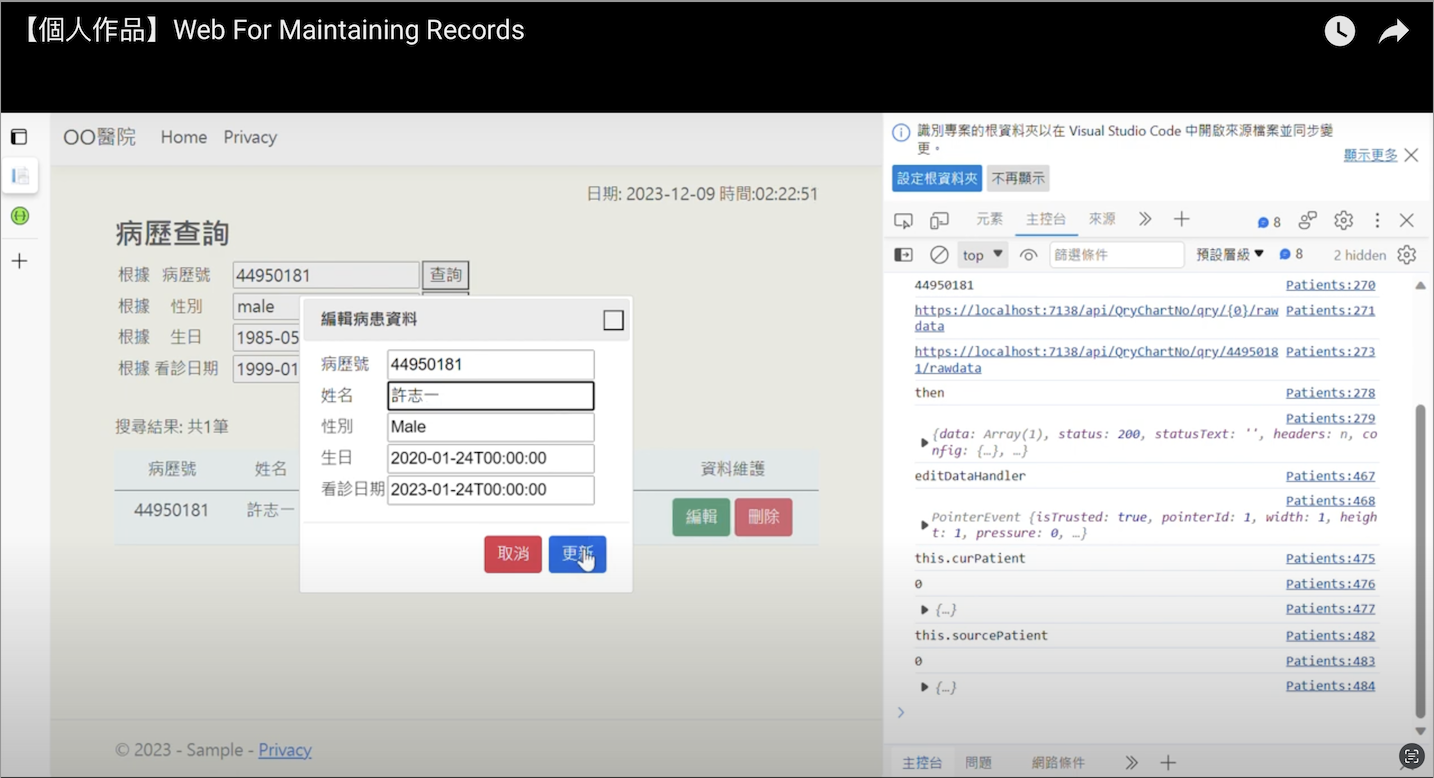 【個人作品】Web For Maintaining Records
OO醫院 Home Privacy
日期: 2023-12-09 時間:02:22:51
病歷查詢
根據 病歷號 44950181 查詢
根據 性別 male
根據 生日 1985-05
根據 看診日期 1999-01
搜尋結果: 共1筆
病歷號 姓名 資料維護
44950181 許志一 編輯 刪除
編輯病患資料
病歷號 44950181
姓名 許志一
性別 Male
生日 2020-01-24T00:00:00
看診日期 2023-01-24T00:00:00
取消 更新
© 2023 - Sample - Privacy
識別專案的根資料夾以在 Visual Studio Code 中開啟來源檔案並同步變
更。
顯示更多
設定根資料夾 不再顯示
元素 主控台 來源 8
top 篩選條件 預設層級 8 2 hidden
44950181 Patients:270
https://localhost:7138/api/QryChartNo/qry/{0}/raw Patients:271
data
https://localhost:7138/api/QryChartNo/qry/4495018 Patients:273
1/rawdata
then Patients:278
Patients:279
{data: Array(1), status: 200, statusText: '', headers: n, co
nfig: {…}, …}
editDataHandler Patients:467
Patients:468
PointerEvent {isTrusted: true, pointerId: 1, width: 1, heigh
t: 1, pressure: 0, …}
this.curPatient Patients:475
0 Patients:476
{…} Patients:477
this.sourcePatient Patients:482
0 Patients:483
{…} Patients:484
主控台 問題 網路條件